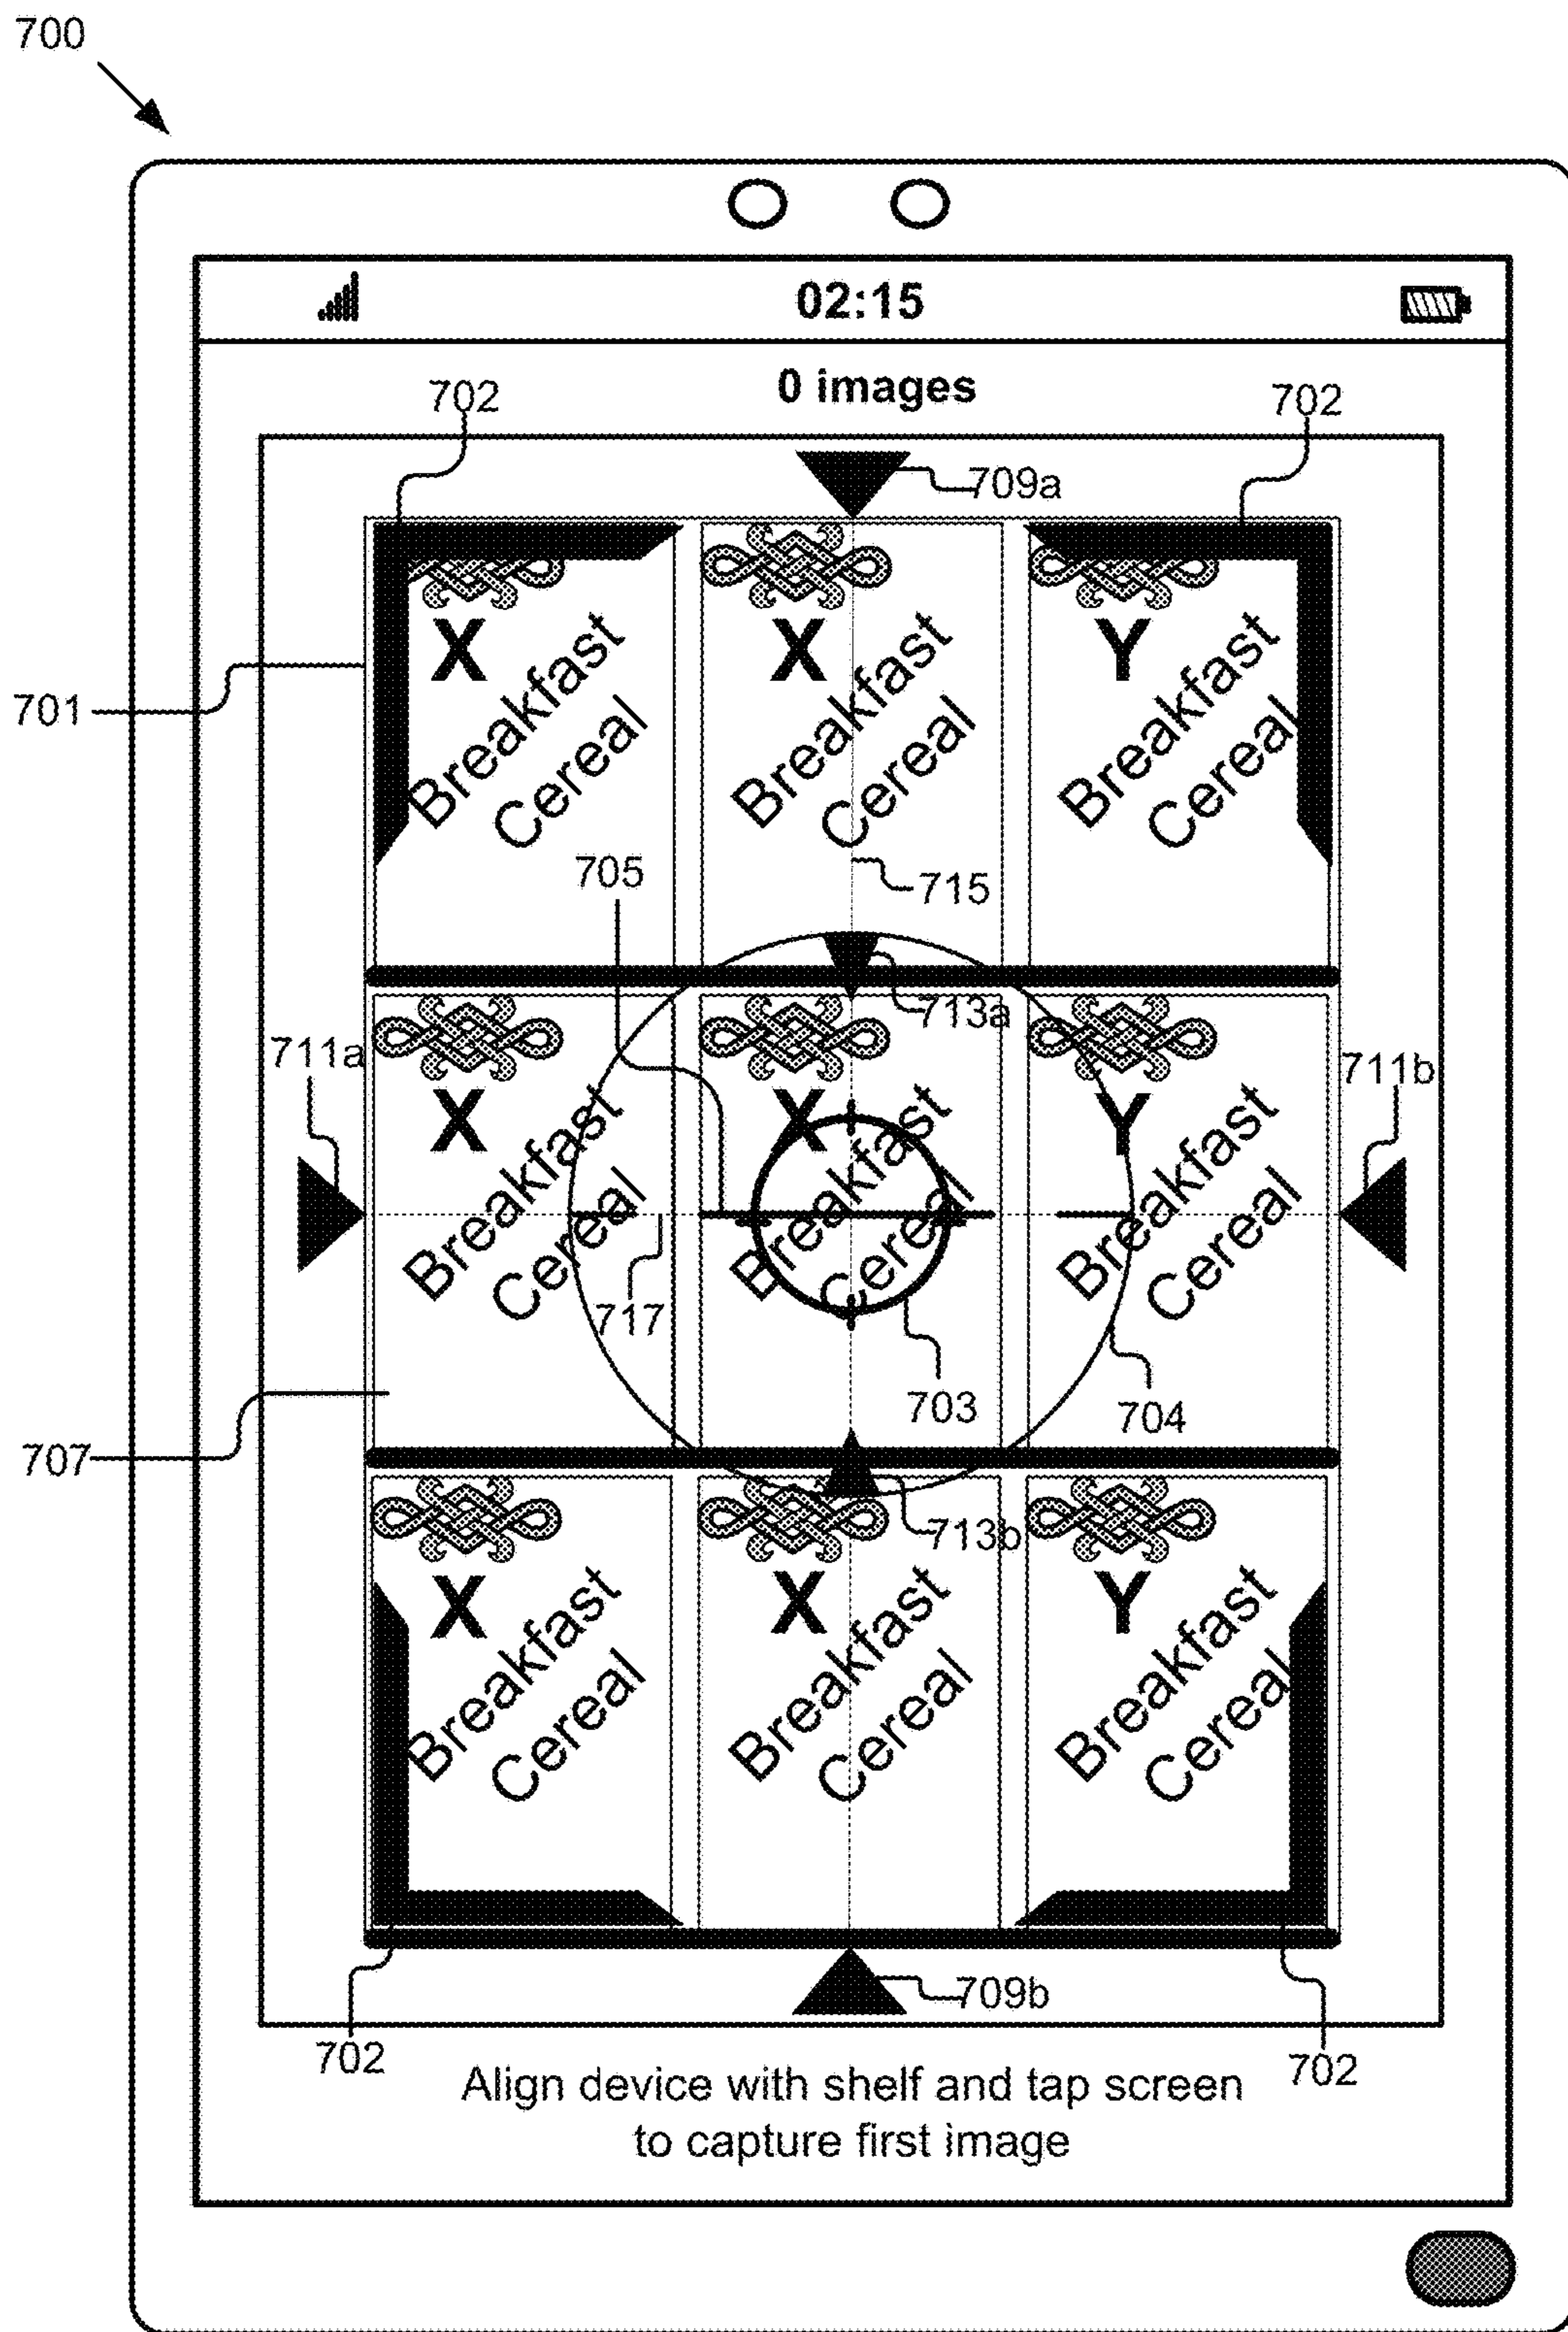 700
02:15
0 images
702
702
709a
X
X
Y
Breakfast
Cereal
Breakfast
Cereal
Breakfast
Cereal
701
705
715
713a
711a
711b
X
X
Y
Breakfast
Cereal
Breakfast
Cereal
Breakfast
Cereal
717
703
704
707
713b
X
X
Y
Breakfast
Cereal
Breakfast
Cereal
Breakfast
Cereal
709b
702
702
Align device with shelf and tap screen
to capture first image